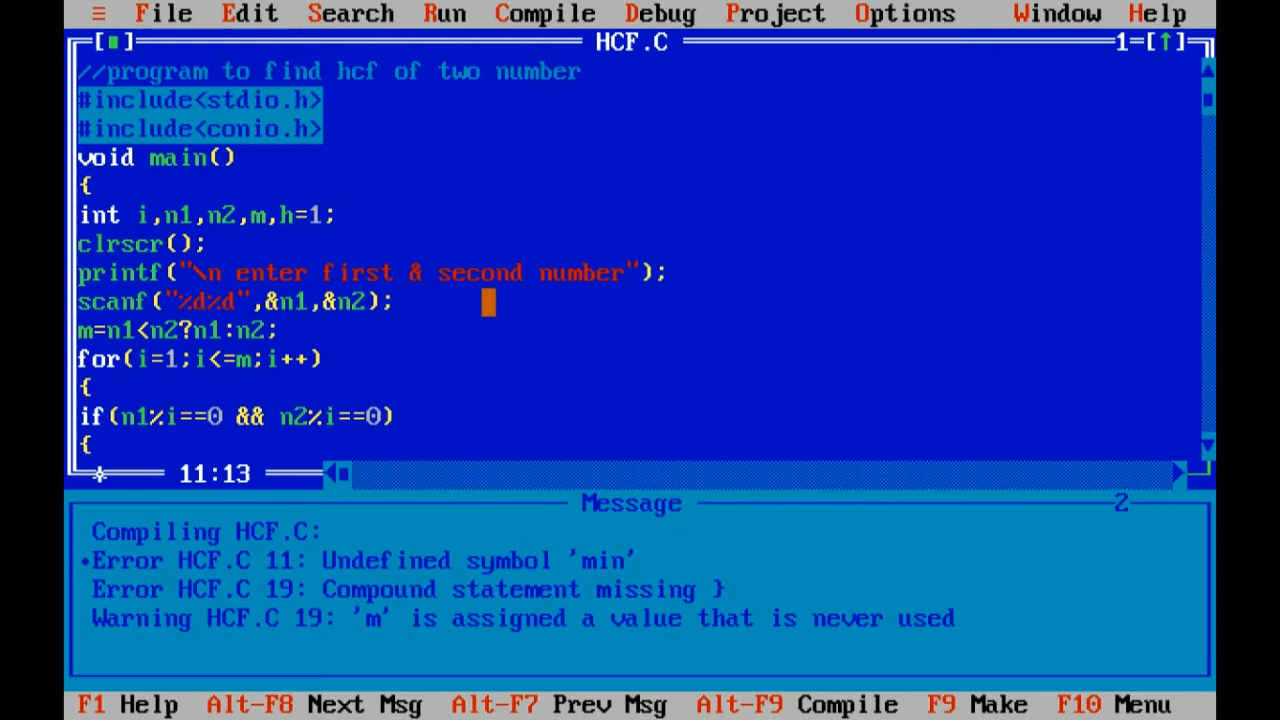 ≡ File Edit Search Run Compile Debug Project Options Window Help
HCF.C 1=[↑]
//program to find hcf of two number
#include<stdio.h>
#include<conio.h>
void main()
{
int i,n1,n2,m,h=1;
clrscr();
printf("\n enter first & second number");
scanf("%d%d",&n1,&n2);
m=n1<n2?n1:n2;
for(i=1;i<=m;i++)
{
if(n1%i==0 && n2%i==0)
{
11:13
Message 2
Compiling HCF.C:
•Error HCF.C 11: Undefined symbol 'min'
Error HCF.C 19: Compound statement missing }
Warning HCF.C 19: 'm' is assigned a value that is never used
F1 Help Alt-F8 Next Msg Alt-F7 Prev Msg Alt-F9 Compile F9 Make F10 Menu